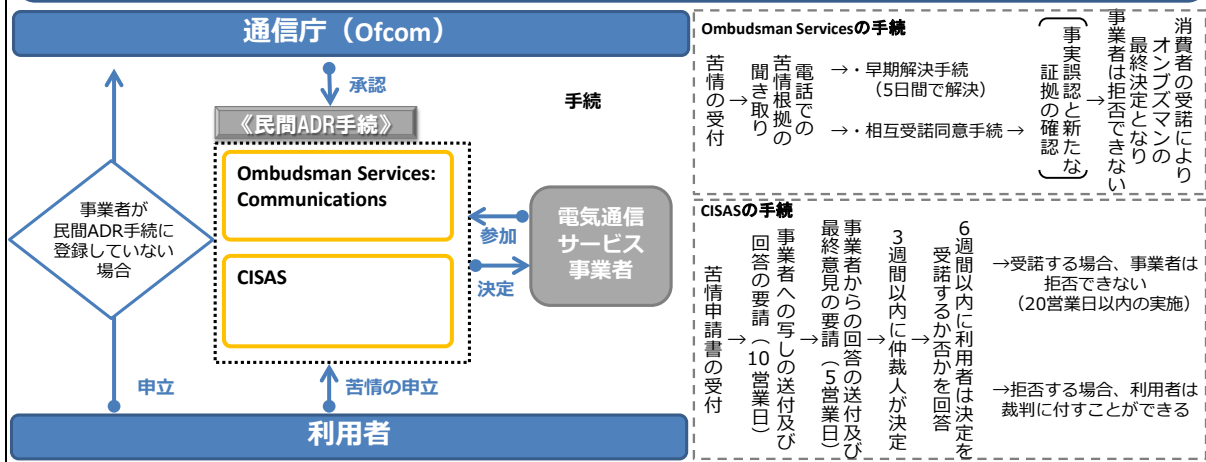 通信庁（Ofcom）
承認
手続
《民間ADR手続》
Ombudsman Services:
Communications
CISAS
事業者が
民間ADR手続に
登録していない
場合
参加
決定
電気通信
サービス
事業者
申立
苦情の申立
利用者
Ombudsman Servicesの手続
苦情の受付
→
電話での
苦情根拠の
聞き取り
→・早期解決手続
（5日間で解決）
→・相互受諾同意手続→
（事実誤認と新たな
証拠の確認）
→
消費者の受諾により
オンブズマンの
最終決定となり
事業者は拒否できない
CISASの手続
苦情申請書の受付
→
事業者への写しの送付及び
回答の要請（10営業日）
→
事業者からの回答の送付及び
最終意見の要請（5営業日）
→
3週間以内に仲裁人が決定
→
6週間以内に利用者は決定を
受諾するか否かを回答
→受諾する場合、事業者は
拒否できない
（20営業日以内の実施）
→拒否する場合、利用者は
裁判に付すことができる